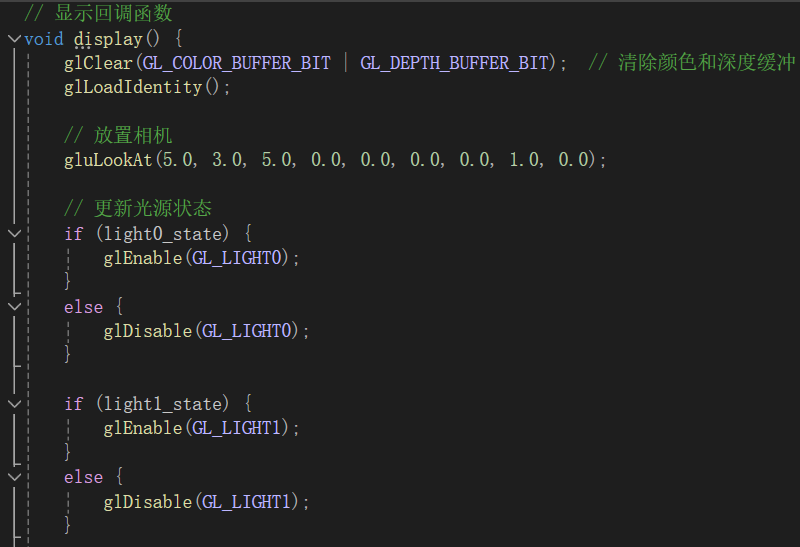 // 显示回调函数
void display() {
glClear(GL_COLOR_BUFFER_BIT | GL_DEPTH_BUFFER_BIT); // 清除颜色和深度缓冲
glLoadIdentity();
// 放置相机
gluLookAt(5.0, 3.0, 5.0, 0.0, 0.0, 0.0, 0.0, 1.0, 0.0);
// 更新光源状态
if (light0_state) {
glEnable(GL_LIGHT0);
}
else {
glDisable(GL_LIGHT0);
}
if (light1_state) {
glEnable(GL_LIGHT1);
}
else {
glDisable(GL_LIGHT1);
}